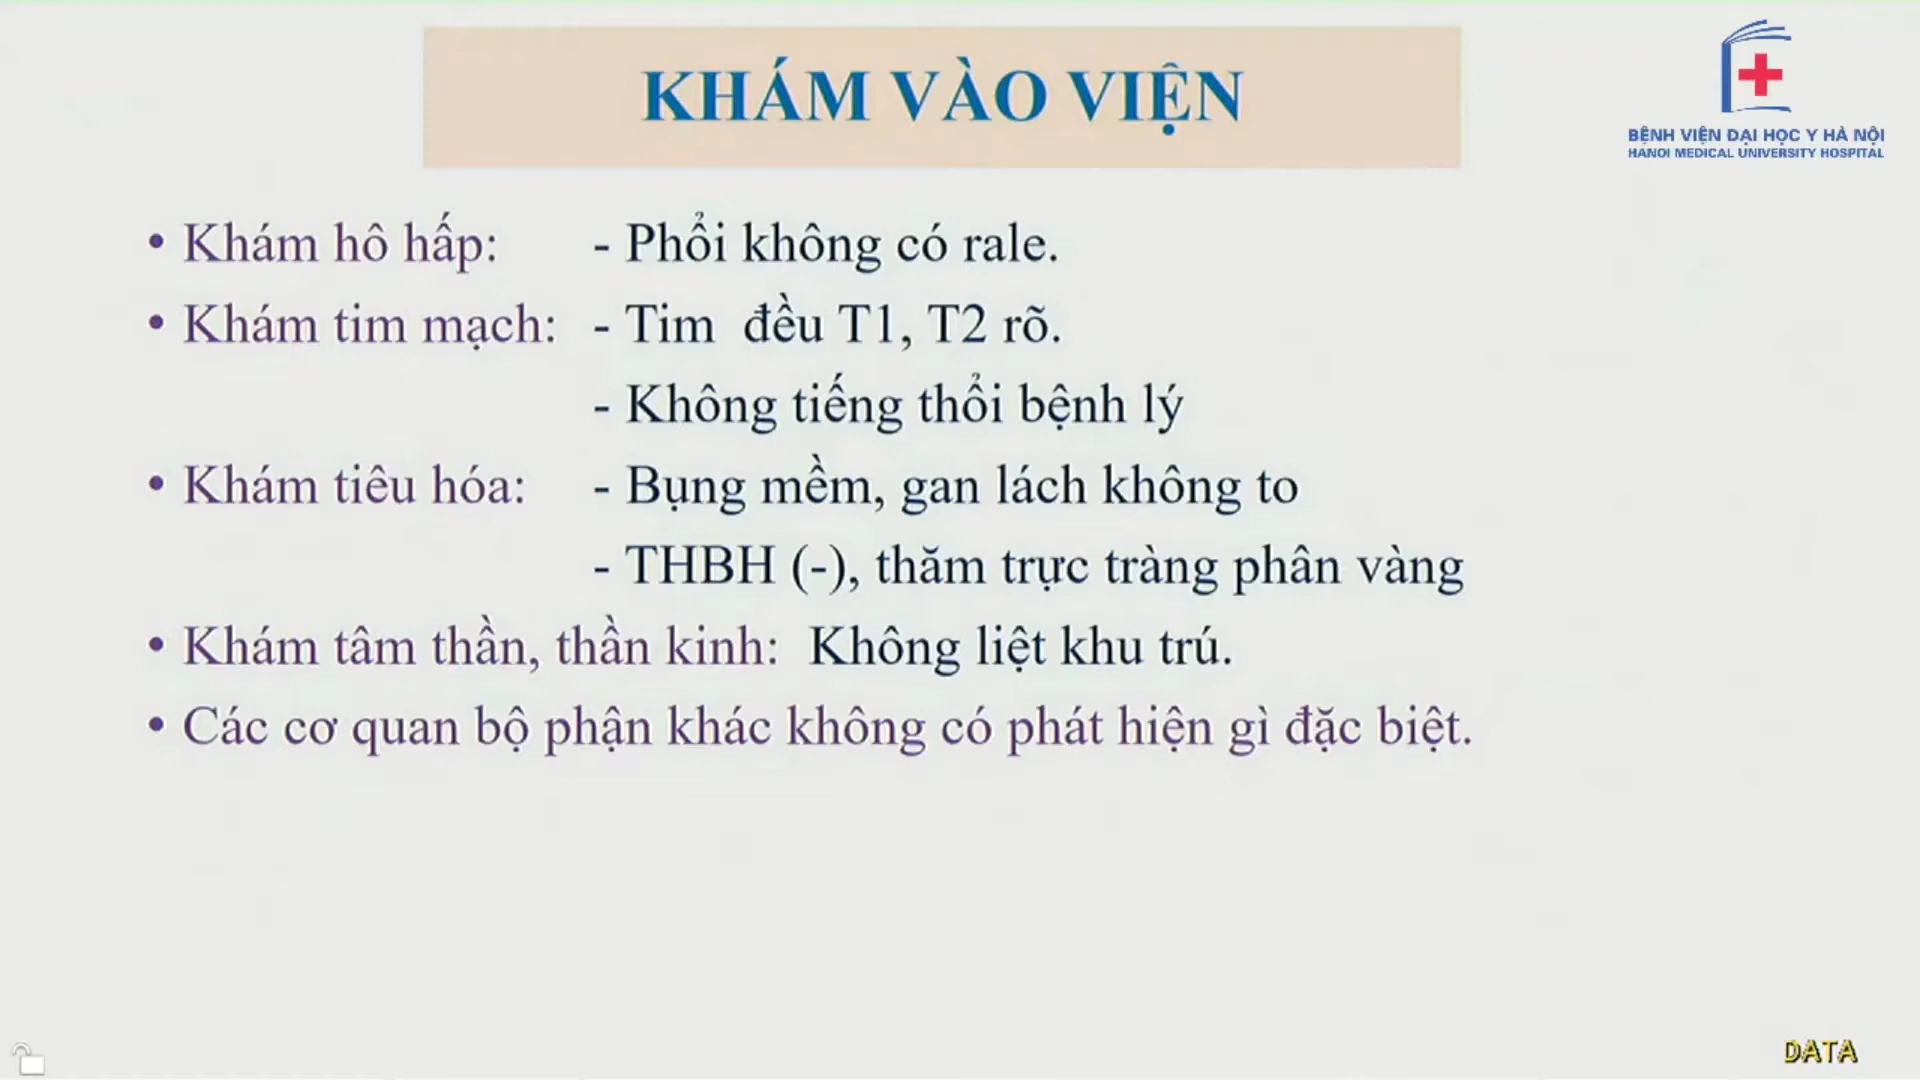 KHÁM VÀO VIỆN
BỆNH VIỆN ĐẠI HỌC Y HÀ NỘI
HANOI MEDICAL UNIVERSITY HOSPITAL
• Khám hô hấp: - Phổi không có rale.
• Khám tim mạch: - Tim đều T1, T2 rõ.
- Không tiếng thổi bệnh lý
• Khám tiêu hóa: - Bụng mềm, gan lách không to
- THBH (-), thăm trực tràng phân vàng
• Khám tâm thần, thần kinh: Không liệt khu trú.
• Các cơ quan bộ phận khác không có phát hiện gì đặc biệt.
DATA